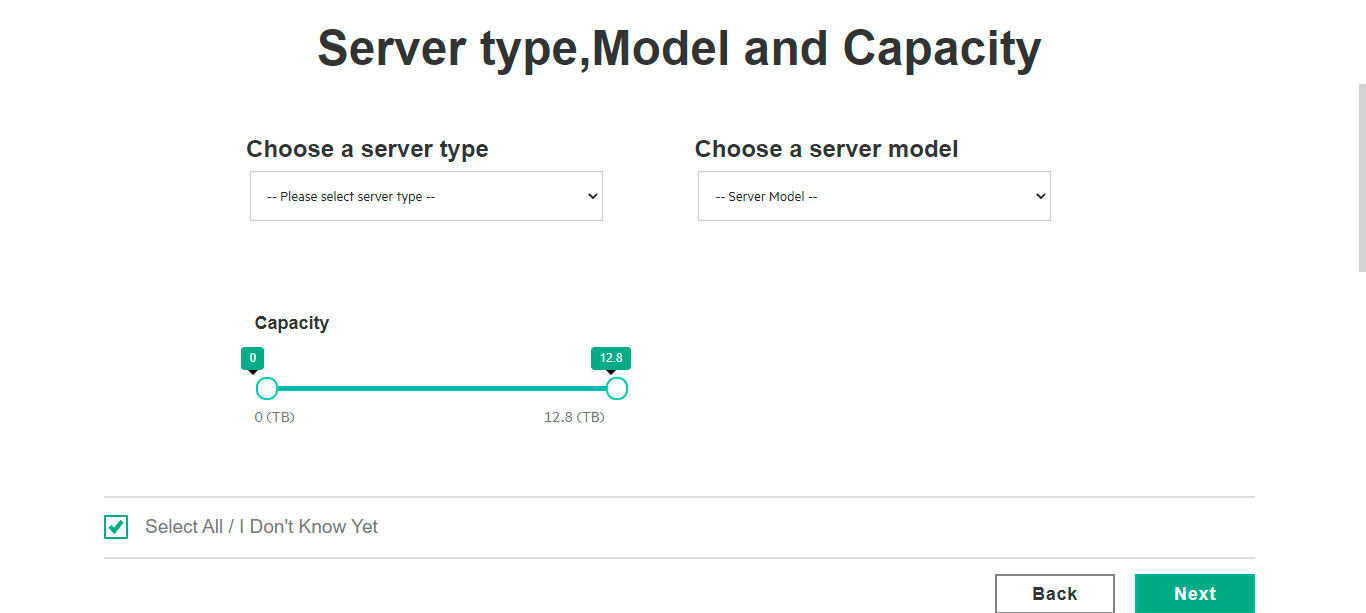 Server type,Model and Capacity
Choose a server type
Choose a server model
-- Please select server type --
-- Server Model --
Capacity
0
12.8
0 (TB)
12.8 (TB)
Select All / I Don't Know Yet
Back
Next